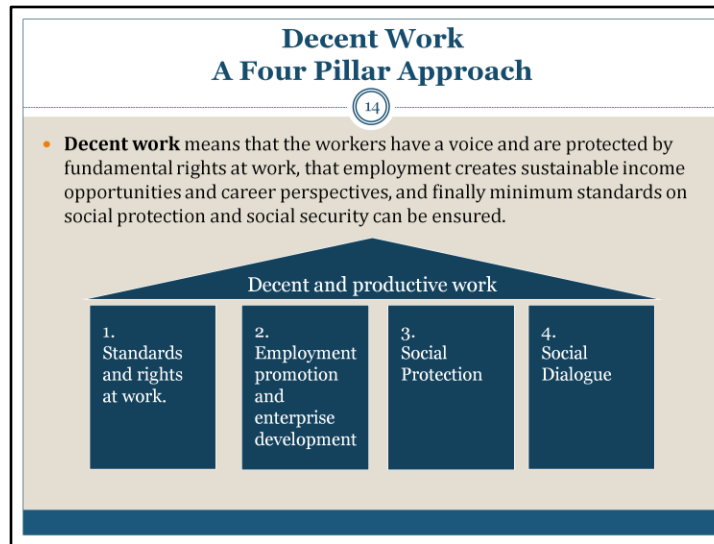 Decent Work
A Four Pillar Approach
14
• Decent work means that the workers have a voice and are protected by
fundamental rights at work, that employment creates sustainable income
opportunities and career perspectives, and finally minimum standards on
social protection and social security can be ensured.
Decent and productive work
1.
Standards
and rights
at work.
2.
Employment
promotion
and
enterprise
development
3.
Social
Protection
4.
Social
Dialogue